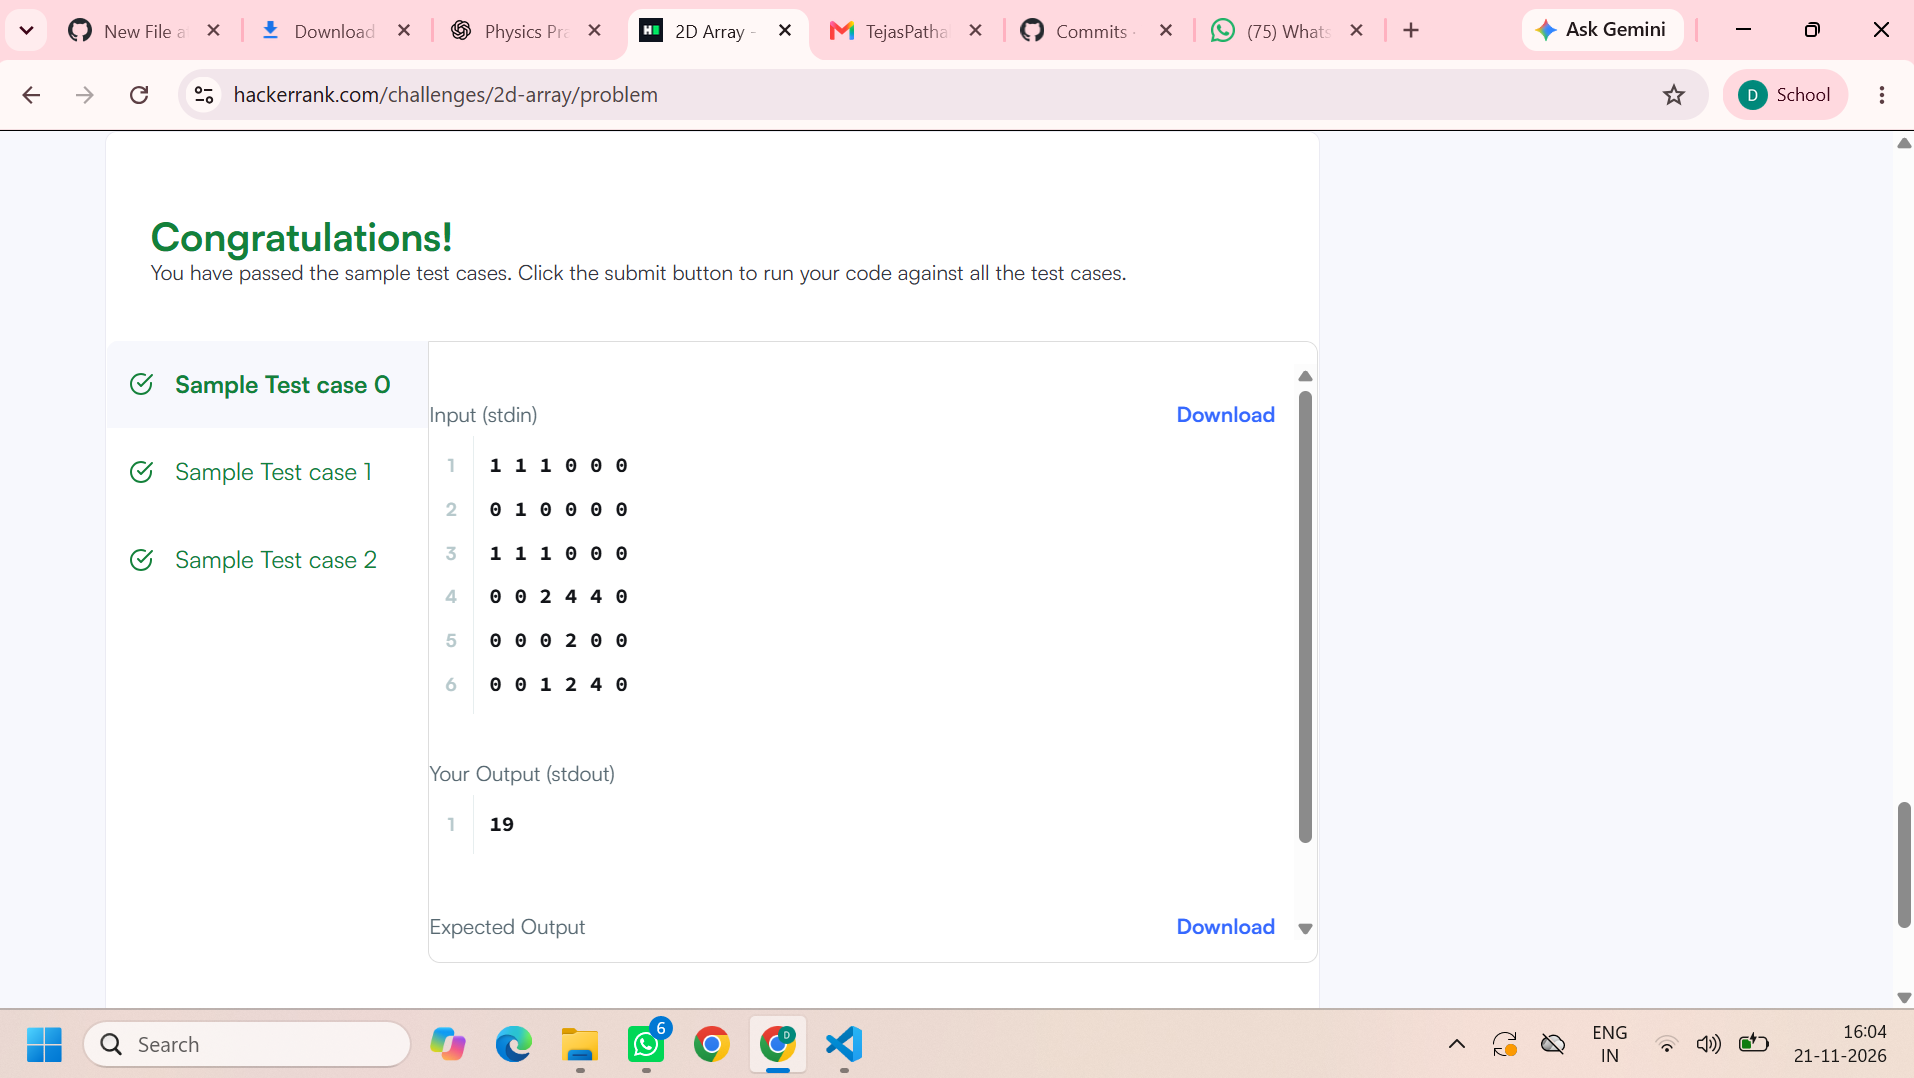 New File a
Download
Physics Pra
2D Array -
TejasPatha
Commits ·
(75) Whats
Ask Gemini
hackerrank.com/challenges/2d-array/problem
D
School
Congratulations!
You have passed the sample test cases. Click the submit button to run your code against all the test cases.
Sample Test case 0
Sample Test case 1
Sample Test case 2
Input (stdin)
Download
1 1 1 1 0 0 0
2 0 1 0 0 0 0
3 1 1 1 0 0 0
4 0 0 2 4 4 0
5 0 0 0 2 0 0
6 0 0 1 2 4 0
Your Output (stdout)
1 19
Expected Output
Download
Search
6
D
ENG
IN
16:04
21-11-2026